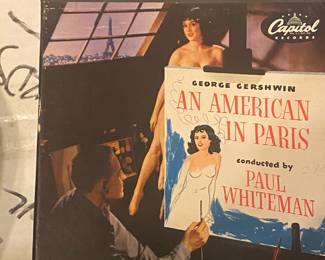 Capitol
RECORDS
GEORGE GERSHWIN
AN AMERICAN
IN PARIS
conducted by
PAUL
WHITEMAN